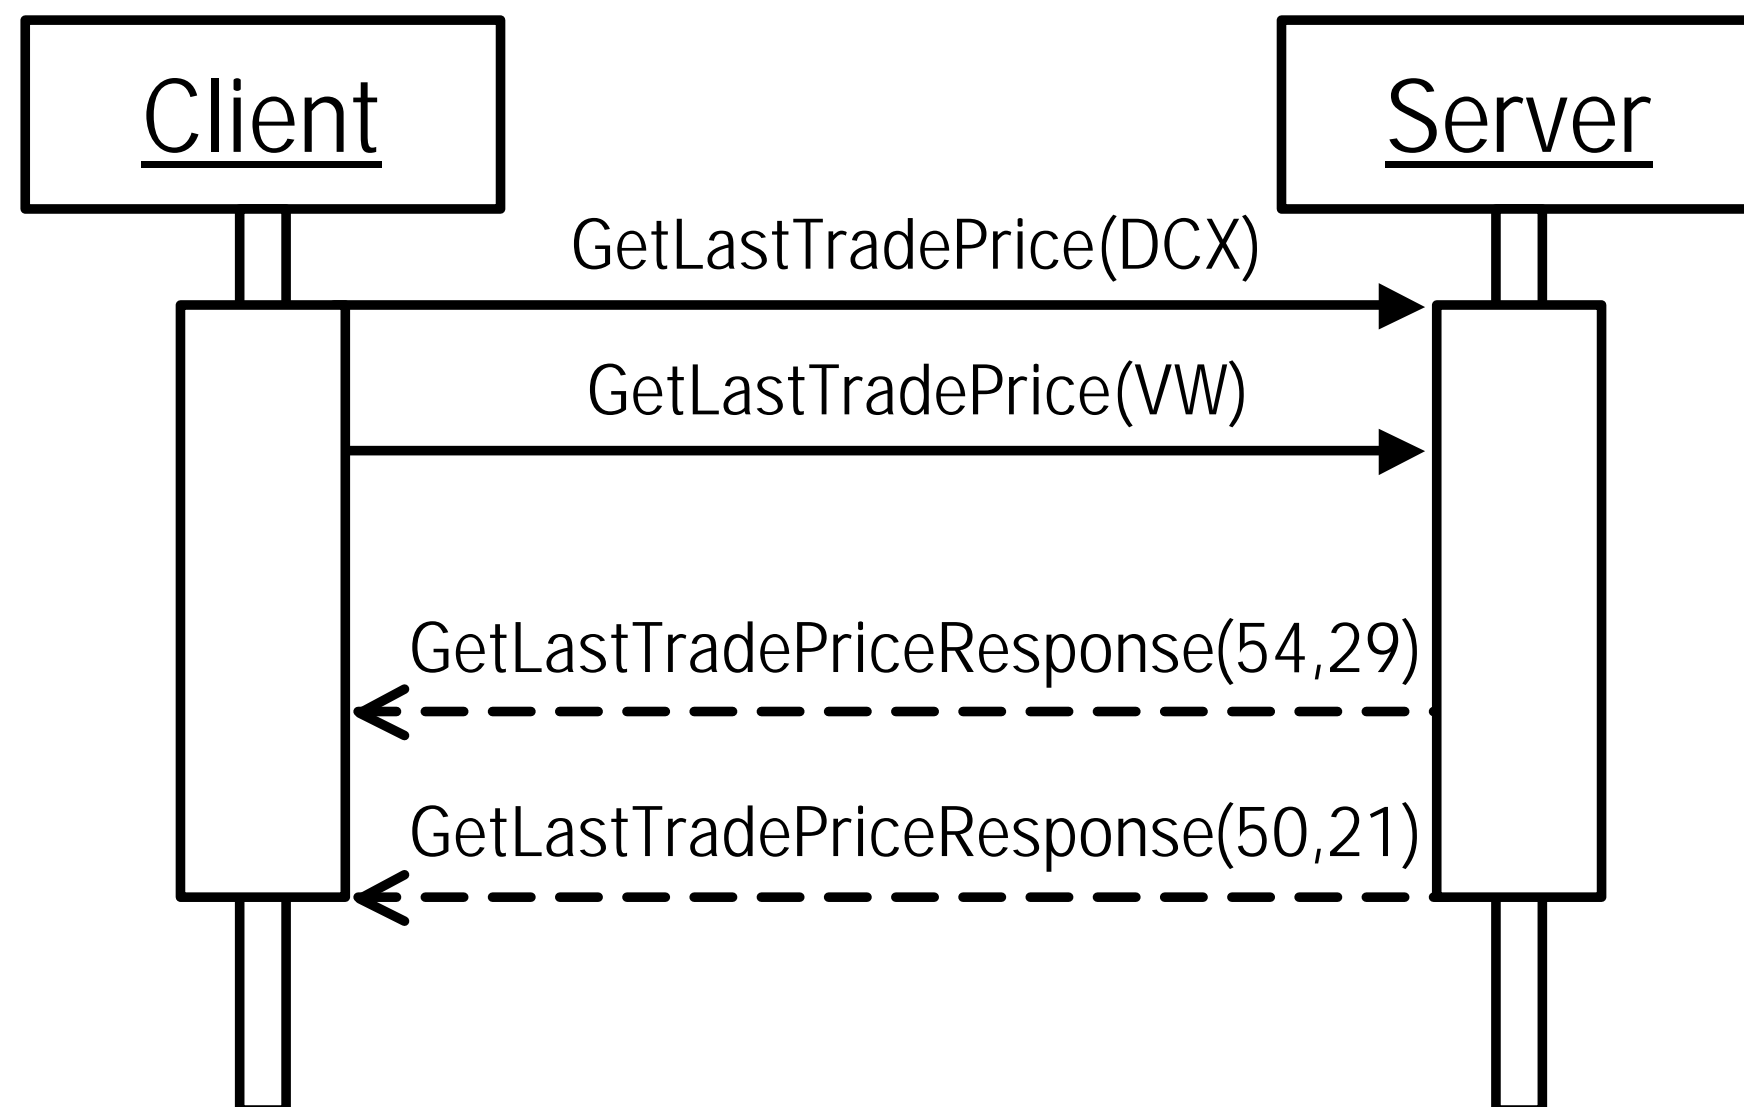 Client
Server
GetLastTradePrice(DCX)
GetLastTradePrice(VW)
GetLastTradePriceResponse(54,29)
GetLastTradePriceResponse(50,21)